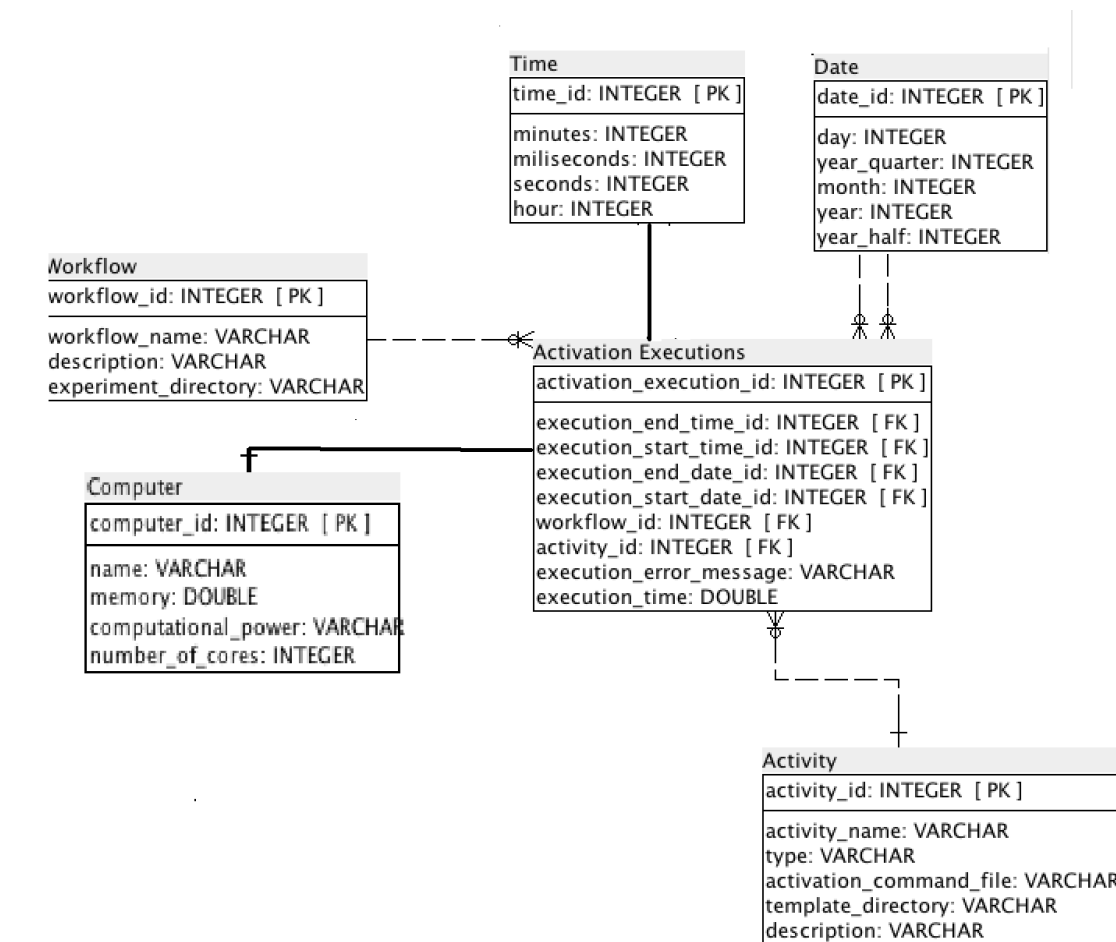 Time
time_id: INTEGER [ PK ]
minutes: INTEGER
miliseconds: INTEGER
seconds: INTEGER
hour: INTEGER
Date
date_id: INTEGER [ PK ]
day: INTEGER
year_quarter: INTEGER
month: INTEGER
year: INTEGER
year_half: INTEGER
Workflow
workflow_id: INTEGER [ PK ]
workflow_name: VARCHAR
description: VARCHAR
experiment_directory: VARCHAR
Activation Executions
activation_execution_id: INTEGER [ PK ]
execution_end_time_id: INTEGER [ FK ]
execution_start_time_id: INTEGER [ FK ]
execution_end_date_id: INTEGER [ FK ]
execution_start_date_id: INTEGER [ FK ]
workflow_id: INTEGER [ FK ]
activity_id: INTEGER [ FK ]
execution_error_message: VARCHAR
execution_time: DOUBLE
Computer
computer_id: INTEGER [ PK ]
name: VARCHAR
memory: DOUBLE
computational_power: VARCHAR
number_of_cores: INTEGER
Activity
activity_id: INTEGER [ PK ]
activity_name: VARCHAR
type: VARCHAR
activation_command_file: VARCHAR
template_directory: VARCHAR
description: VARCHAR